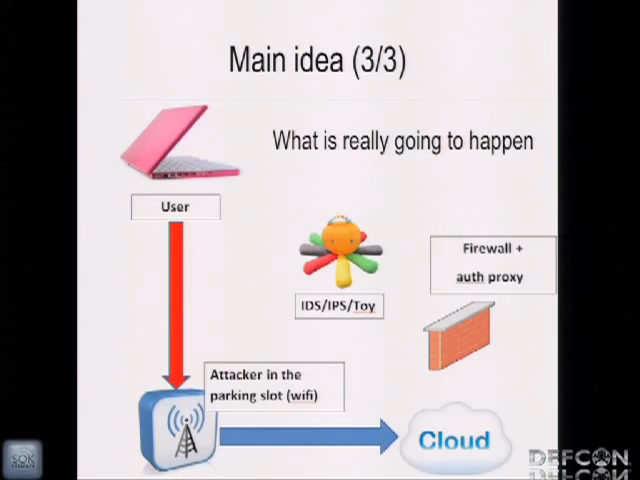 Main idea (3/3)
What is really going to happen
User
Firewall +
auth proxy
IDS/IPS/Toy
Attacker in the
parking slot (wifi)
Cloud
SOK
DEFCON